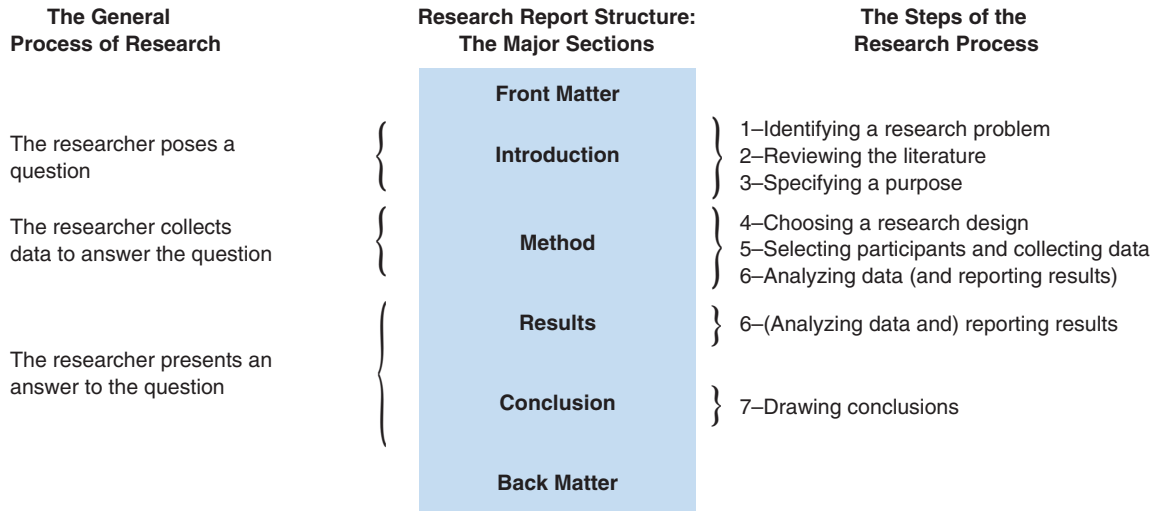 The General
Process of Research
Research Report Structure:
The Major Sections
The Steps of the
Research Process
Front Matter
The researcher poses a
question
Introduction
1–Identifying a research problem
2–Reviewing the literature
3–Specifying a purpose
The researcher collects
data to answer the question
Method
4–Choosing a research design
5–Selecting participants and collecting data
6–Analyzing data (and reporting results)
The researcher presents an
answer to the question
Results
6–(Analyzing data and) reporting results
Conclusion
7–Drawing conclusions
Back Matter